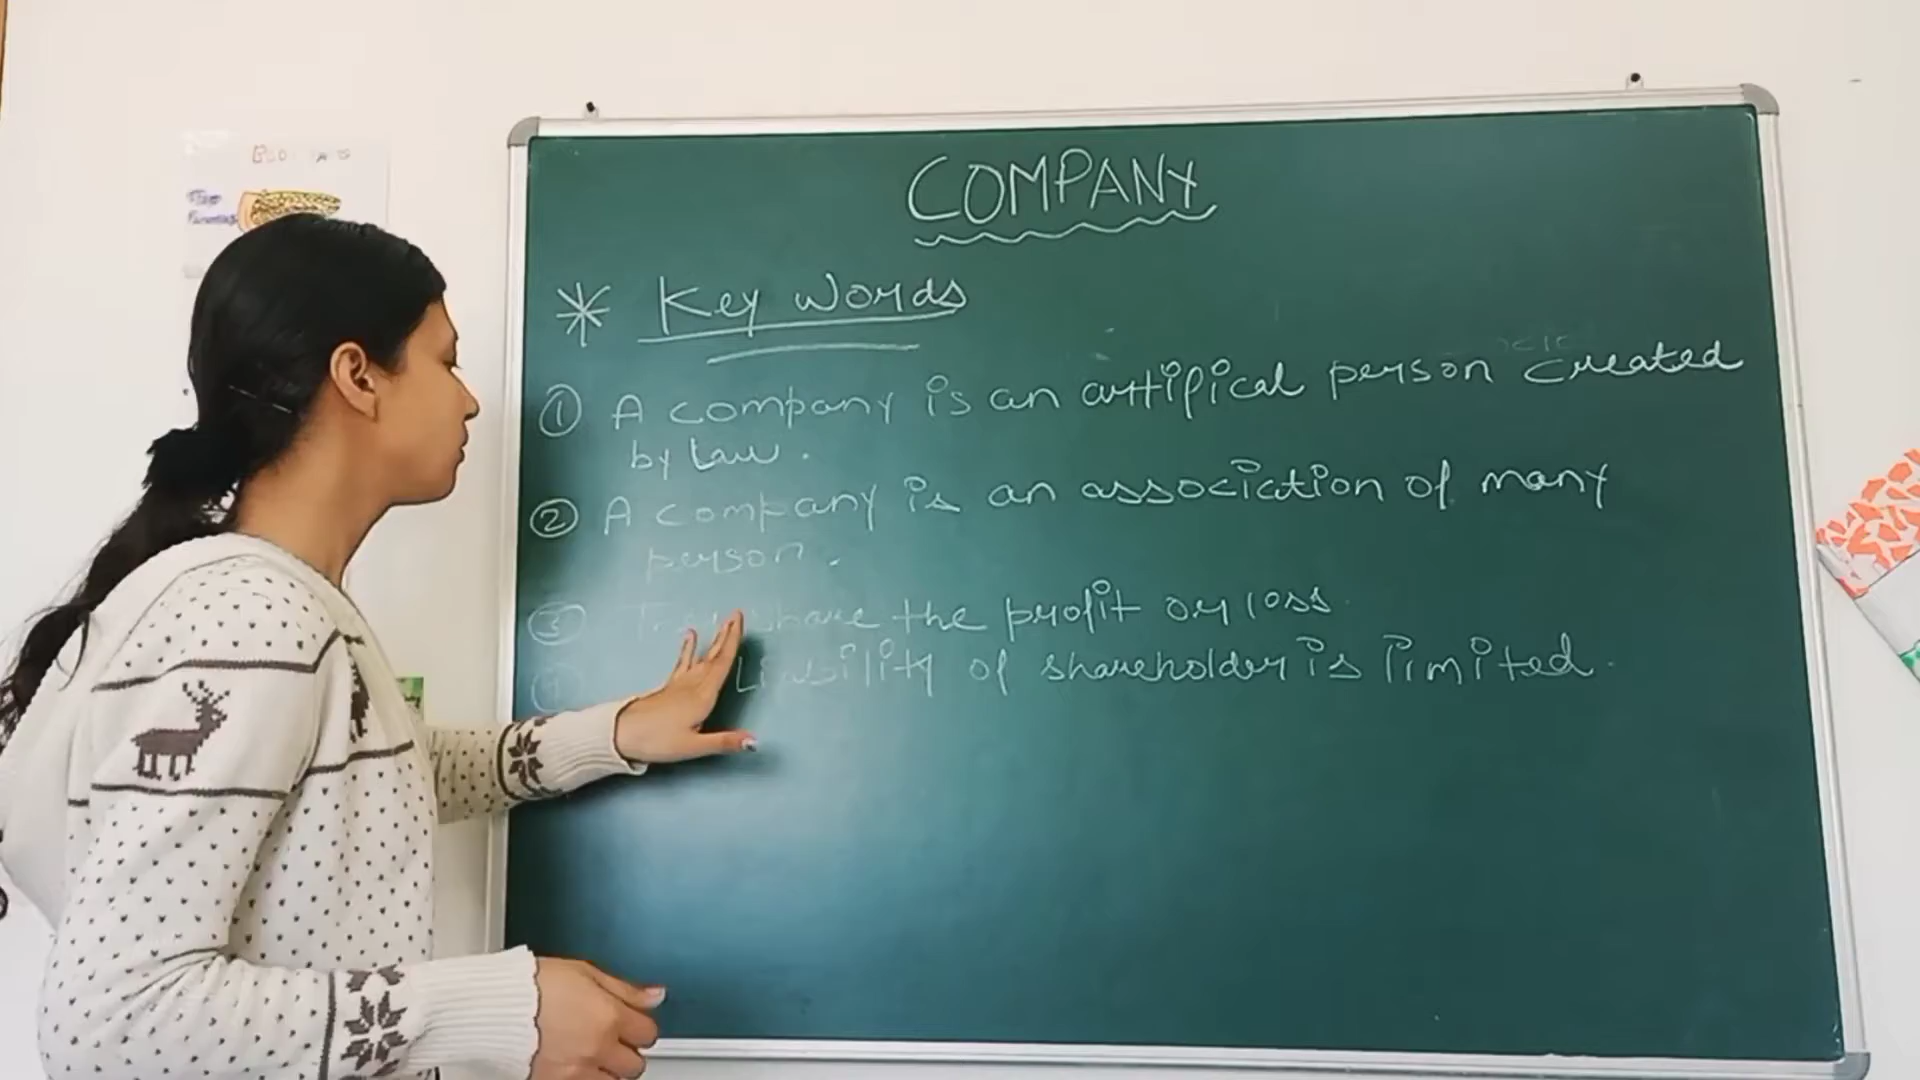 COMPANY
* Key Words
① A company is an artifical person created
by Law.
② A company is an association of many
person.
③ They share the profit or loss.
④ Liability of shareholder is limited.